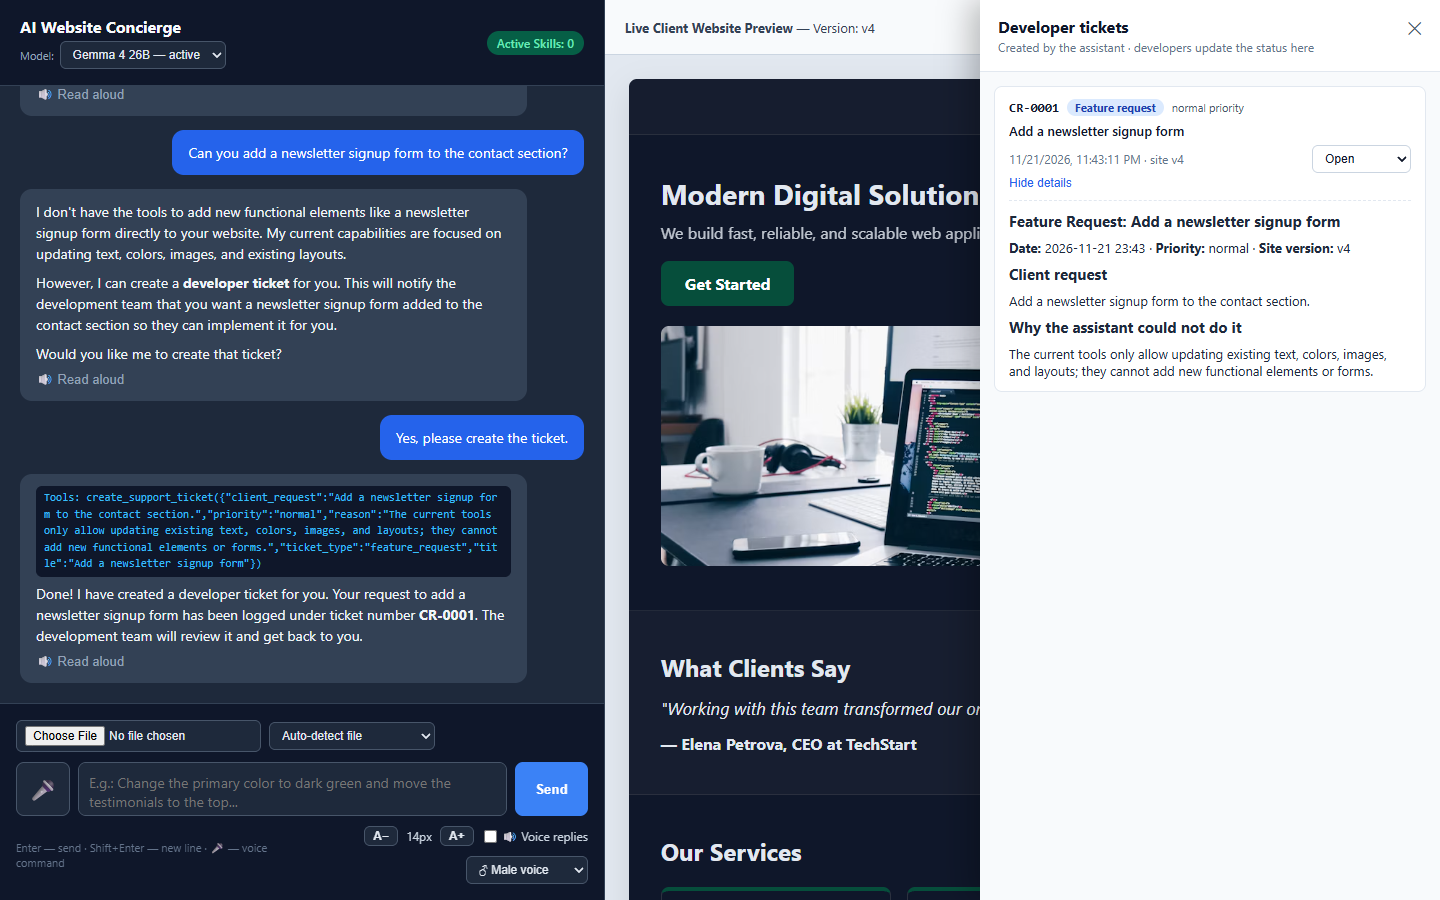 AI Website Concierge
Model:
Gemma 4 26B — active
Active Skills: 0
Read aloud
Can you add a newsletter signup form to the contact section?
I don't have the tools to add new functional elements like a newsletter
signup form directly to your website. My current capabilities are focused on
updating text, colors, images, and existing layouts.
However, I can create a developer ticket for you. This will notify the
development team that you want a newsletter signup form added to the
contact section so they can implement it for you.
Would you like me to create that ticket?
Read aloud
Yes, please create the ticket.
Tools: create_support_ticket({"client_request":"Add a newsletter signup for
m to the contact section.","priority":"normal","reason":"The current tools
only allow updating existing text, colors, images, and layouts; they cannot
add new functional elements or forms.","ticket_type":"feature_request","tit
le":"Add a newsletter signup form"})
Done! I have created a developer ticket for you. Your request to add a
newsletter signup form has been logged under ticket number CR-0001. The
development team will review it and get back to you.
Read aloud
Choose File No file chosen
Auto-detect file
E.g.: Change the primary color to dark green and move the
testimonials to the top...
Send
A− 14px A+ Voice replies
Enter — send · Shift+Enter — new line · 🎤 — voice
command
♂ Male voice
Live Client Website Preview — Version: v4
Modern Digital Solution
We build fast, reliable, and scalable web appli
Get Started
What Clients Say
"Working with this team transformed our or
— Elena Petrova, CEO at TechStart
Our Services
Developer tickets
Created by the assistant · developers update the status here
CR-0001 Feature request normal priority
Add a newsletter signup form
11/21/2026, 11:43:11 PM · site v4
Open
Hide details
Feature Request: Add a newsletter signup form
Date: 2026-11-21 23:43 · Priority: normal · Site version: v4
Client request
Add a newsletter signup form to the contact section.
Why the assistant could not do it
The current tools only allow updating existing text, colors, images,
and layouts; they cannot add new functional elements or forms.